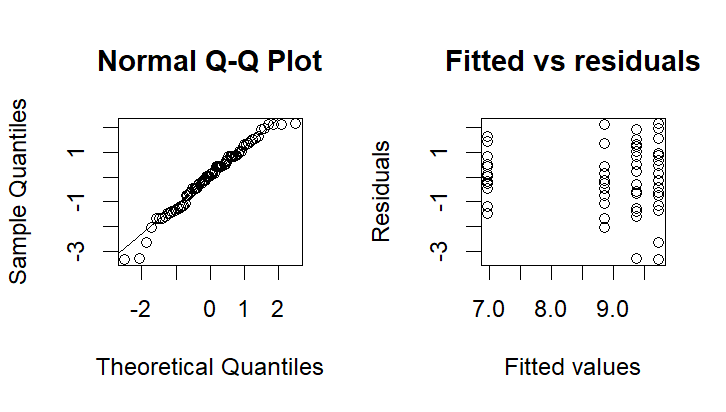 Normal Q-Q Plot
Sample Quantiles
1
-1
-3
-2
0
1
2
Theoretical Quantiles
Fitted vs residuals
Residuals
1
-1
-3
7.0
8.0
9.0
Fitted values